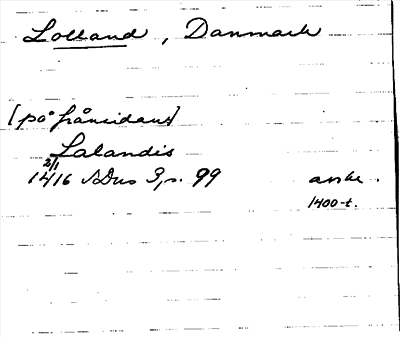 Lolland, Danmark
[på frånsidan]
Lalandis
2/1
1416 SDns 3, s. 99 avskr.
1400-t.